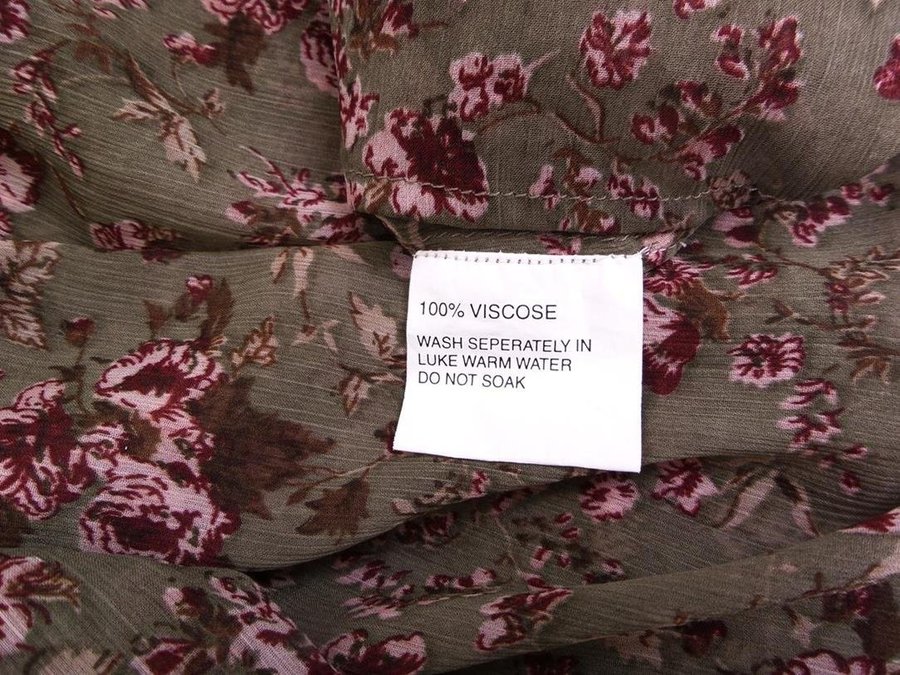 100% VISCOSE
WASH SEPERATELY IN
LUKE WARM WATER
DO NOT SOAK